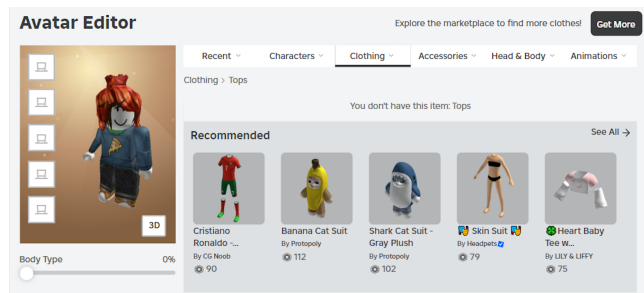 Avatar Editor
Explore the marketplace to find more clothes!
Get More
Recent
Characters
Clothing
Accessories
Head & Body
Animations
Clothing > Tops
You don't have this item: Tops
Recommended
See All →
3D
Body Type
0%
Cristiano
Ronaldo -...
By CG Noob
90
Banana Cat Suit
By Protopoly
112
Shark Cat Suit -
Gray Plush
By Protopoly
102
Skin Suit
By Headpets
79
Heart Baby
Tee w...
By LILY & LIFFY
75